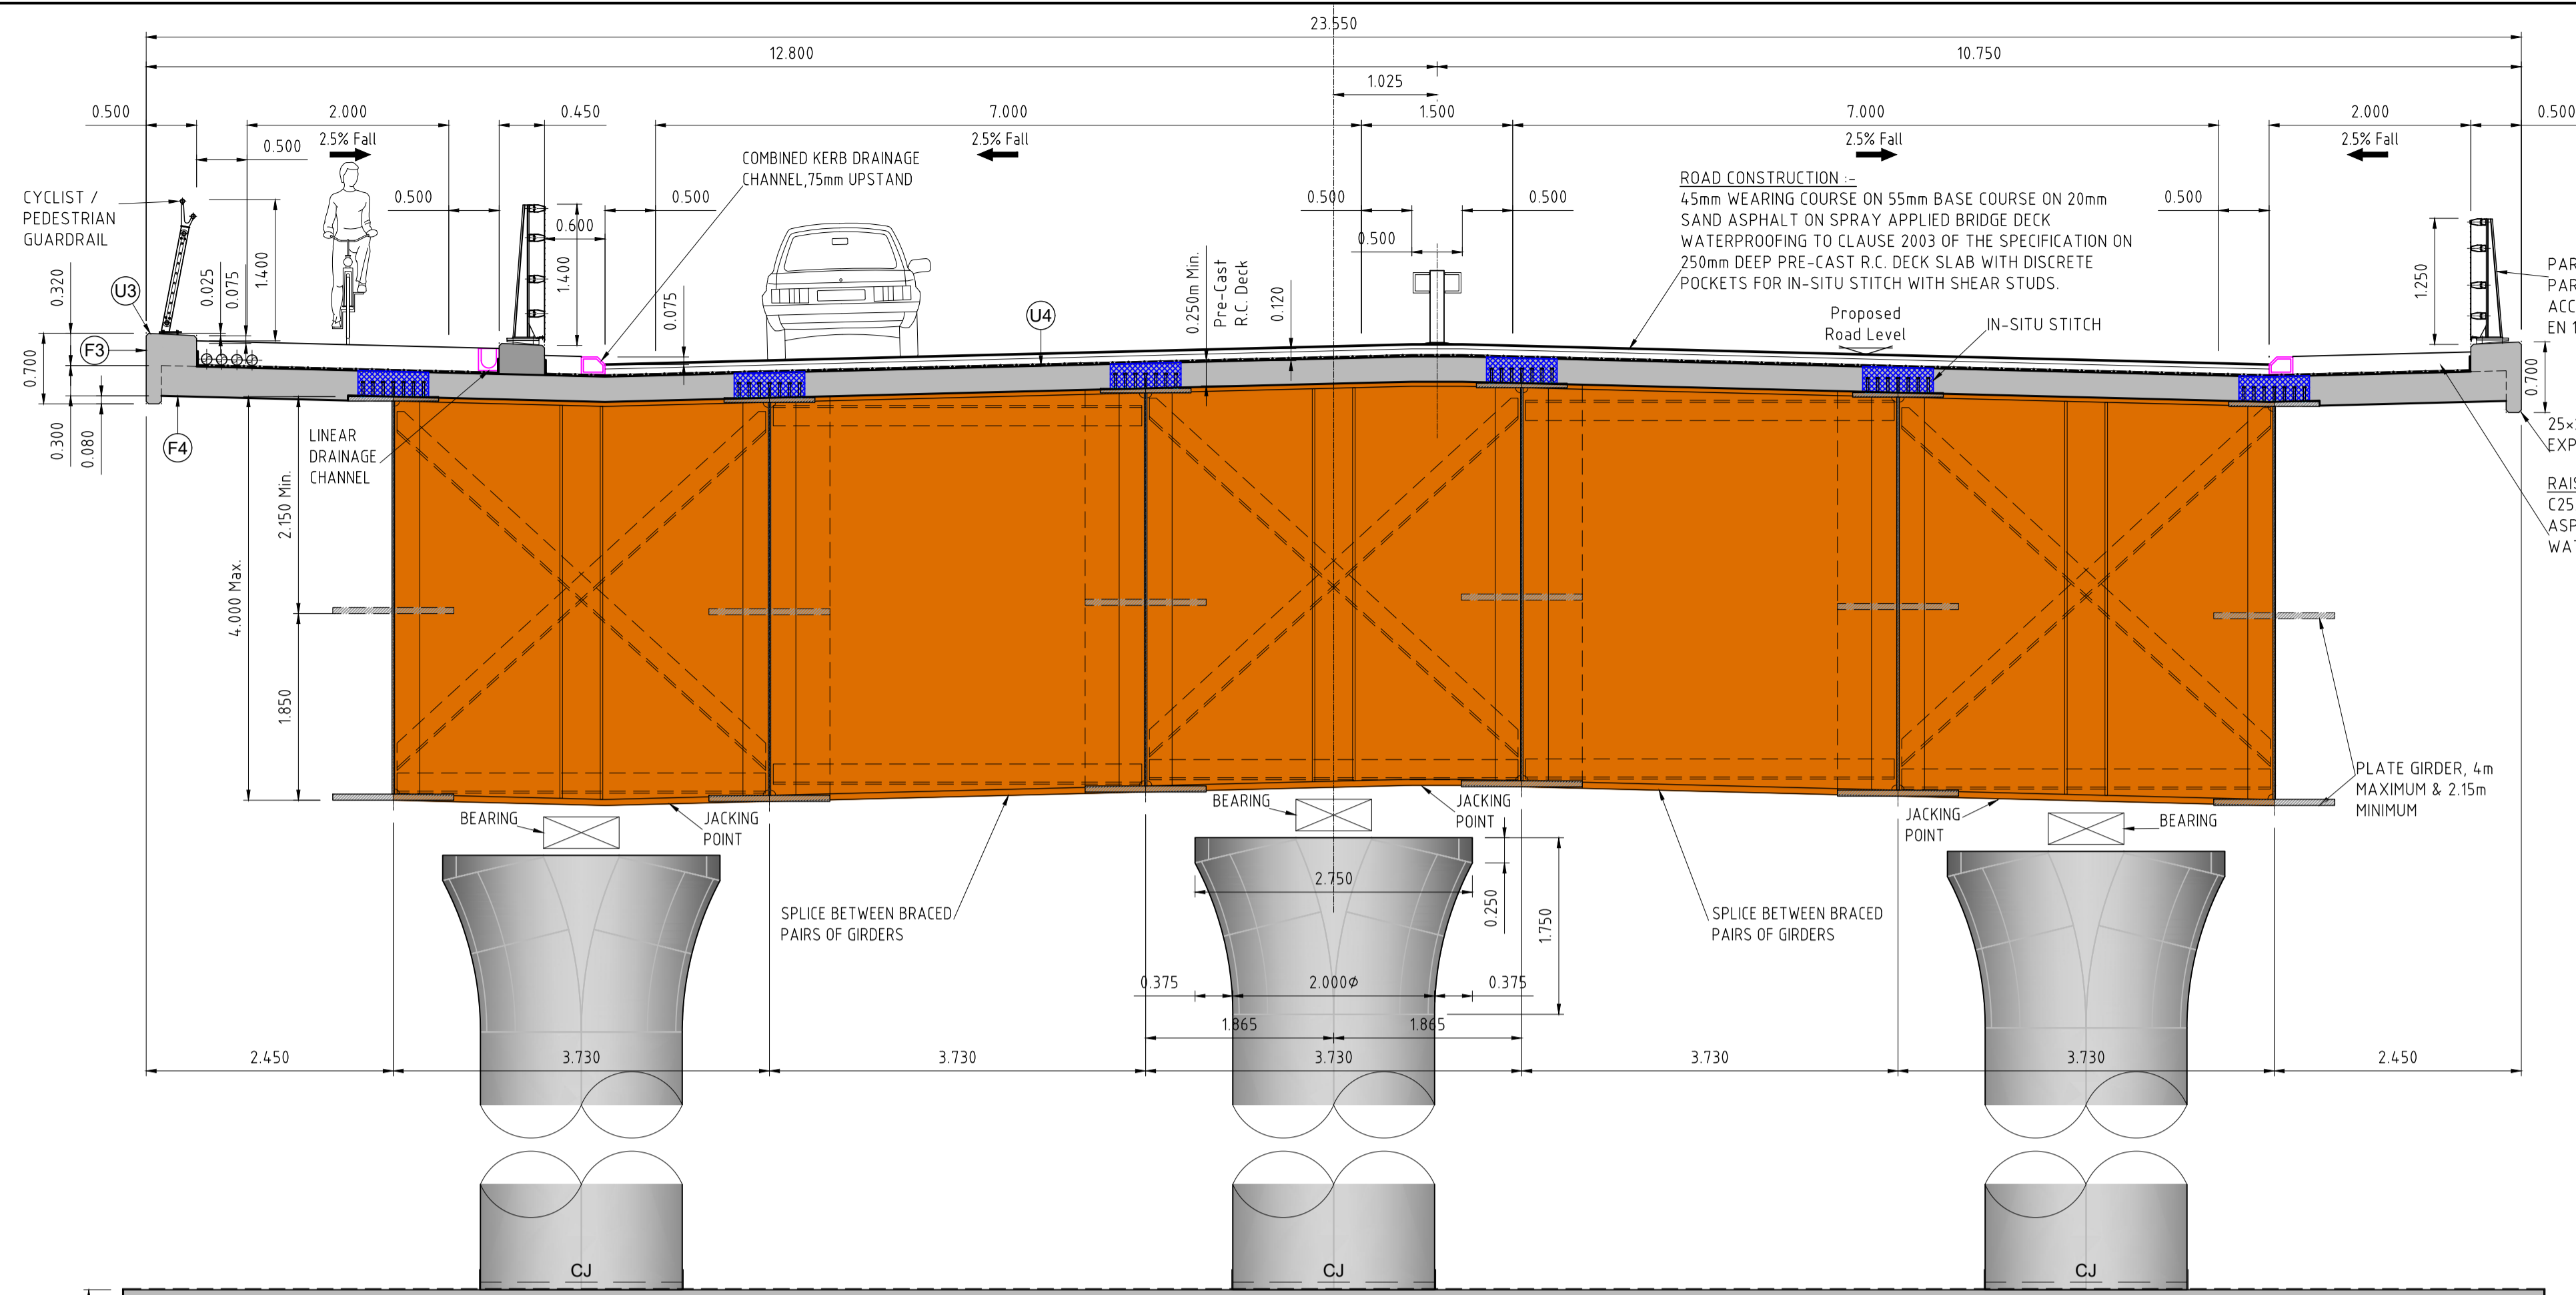 23.550
12.800
10.750
1.025
0.500
2.000
0.450
7.000
1.500
7.000
2.000
0.500
2.5% Fall
2.5% Fall
2.5% Fall
2.5% Fall
0.500
0.500
0.600
0.500
0.500
0.500
0.500
0.500
CYCLIST /
PEDESTRIAN
GUARDRAIL
COMBINED KERB DRAINAGE
CHANNEL,75mm UPSTAND
ROAD CONSTRUCTION :-
45mm WEARING COURSE ON 55mm BASE COURSE ON 20mm
SAND ASPHALT ON SPRAY APPLIED BRIDGE DECK
WATERPROOFING TO CLAUSE 2003 OF THE SPECIFICATION ON
250mm DEEP PRE-CAST R.C. DECK SLAB WITH DISCRETE
POCKETS FOR IN-SITU STITCH WITH SHEAR STUDS.
Proposed
Road Level
IN-SITU STITCH
0.320
0.025
0.075
1.400
1.400
0.075
0.250m Min.
Pre-Cast
R.C. Deck
0.120
1.250
PAR
PAR
ACC
EN 1
U3
F3
U4
F4
0.700
0.300
0.080
0.700
LINEAR
DRAINAGE
CHANNEL
25×
EXP
RAIS
C25
ASP
WAT
2.150 Min.
4.000 Max.
1.850
PLATE GIRDER, 4m
MAXIMUM & 2.15m
MINIMUM
BEARING
JACKING
POINT
BEARING
JACKING
POINT
JACKING
POINT
BEARING
SPLICE BETWEEN BRACED
PAIRS OF GIRDERS
SPLICE BETWEEN BRACED
PAIRS OF GIRDERS
2.750
0.250
1.750
0.375
2.000ϕ
0.375
1.865
1.865
2.450
3.730
3.730
3.730
3.730
3.730
2.450
CJ
CJ
CJ